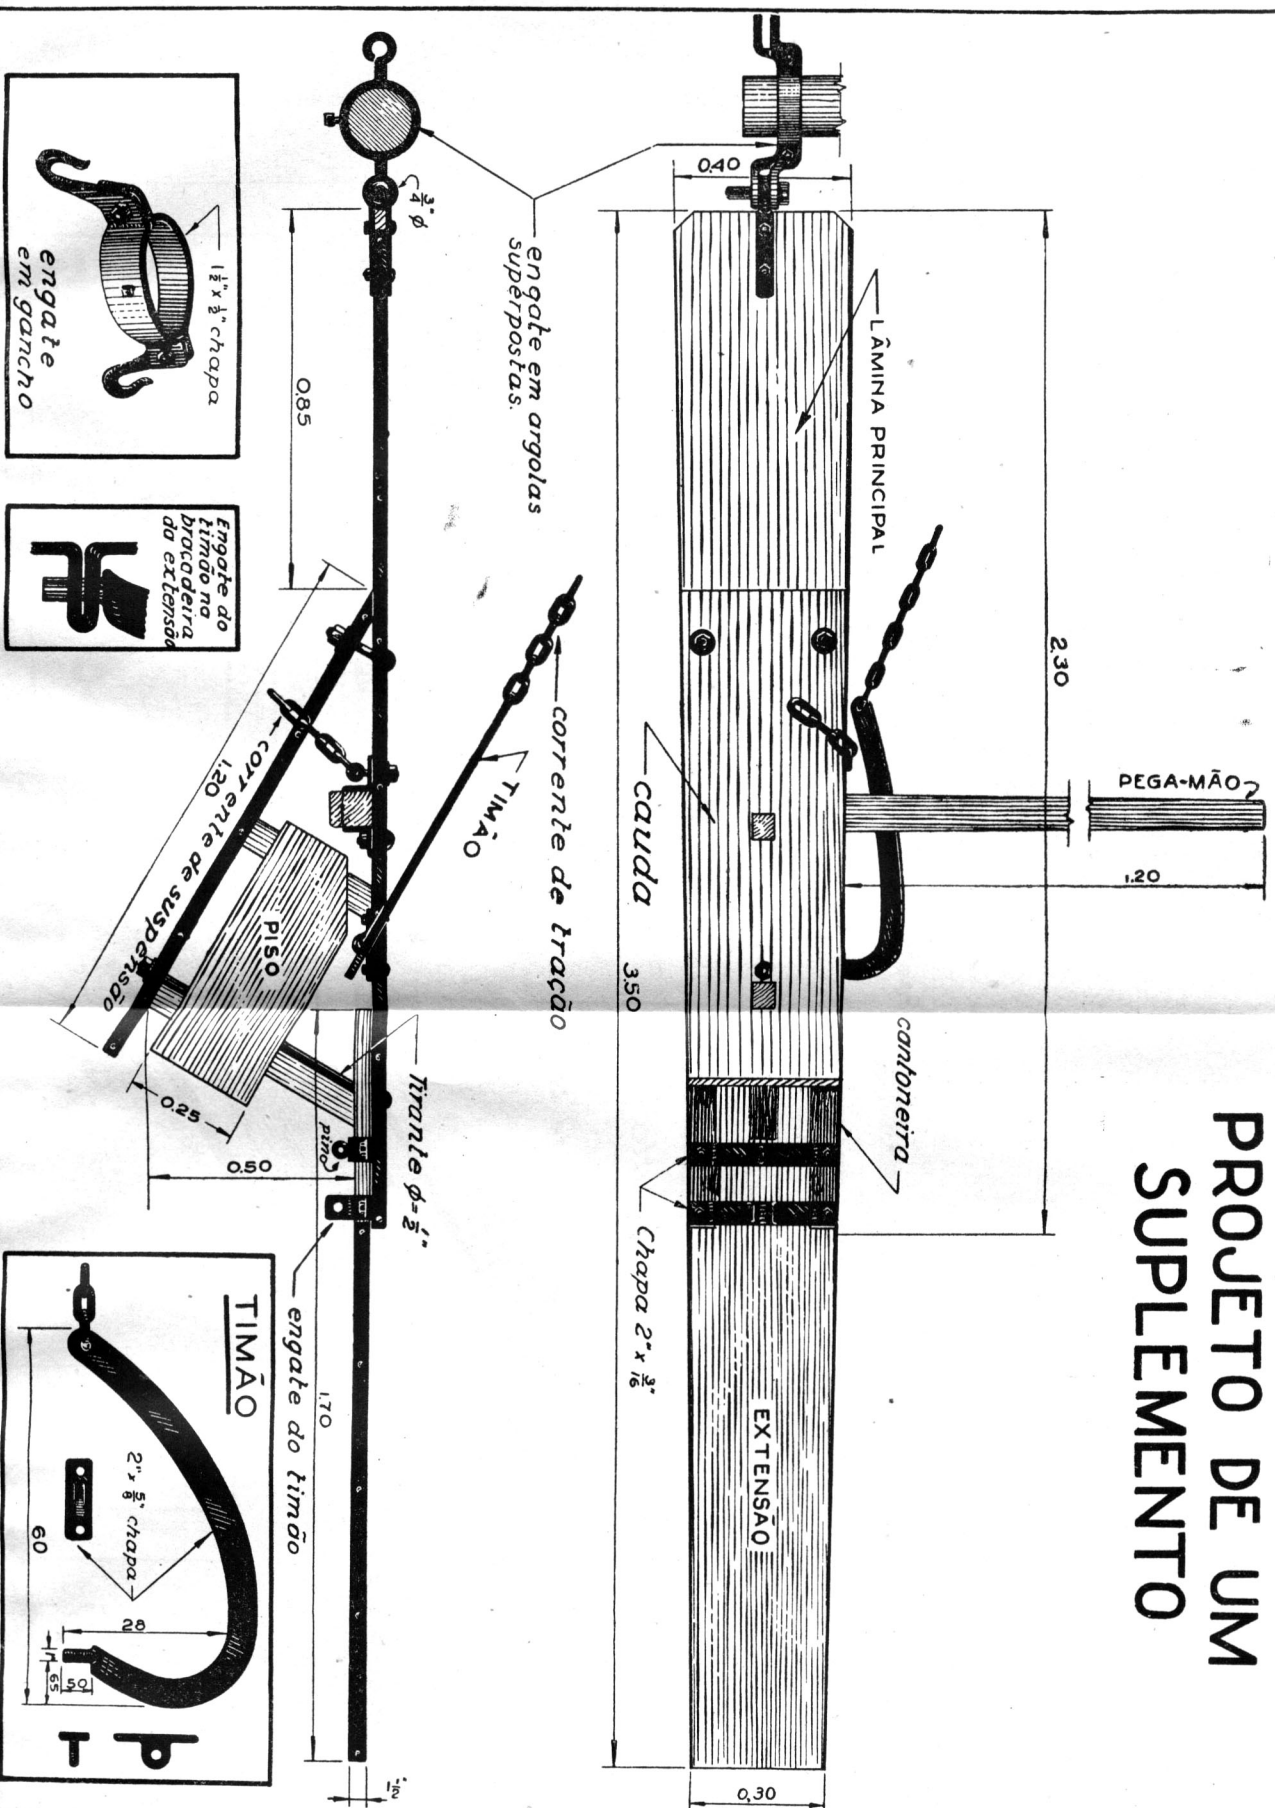 PROJETO DE UM
SUPLEMENTO
0.40
LÂMINA PRINCIPAL
2.30
PEGA-MÃO
1.20
cauda
3.50
cantoneira
Chapa 2" x 3/16"
EXTENSÃO
0,30
engate em argolas
superpostas.
3/4" ø
0.85
corrente de tração
TIMÃO
corrente de suspensão
1.20
PISO
0.25
0.50
Tirante ø=1/2"
pino
engate do timão
1.70
1 1/2"
1 1/2" x 1/2" chapa
engate
em gancho
Engate do
timão na
braçadeira
da extensão
TIMÃO
2" x 5/8" chapa
60
28
65
50